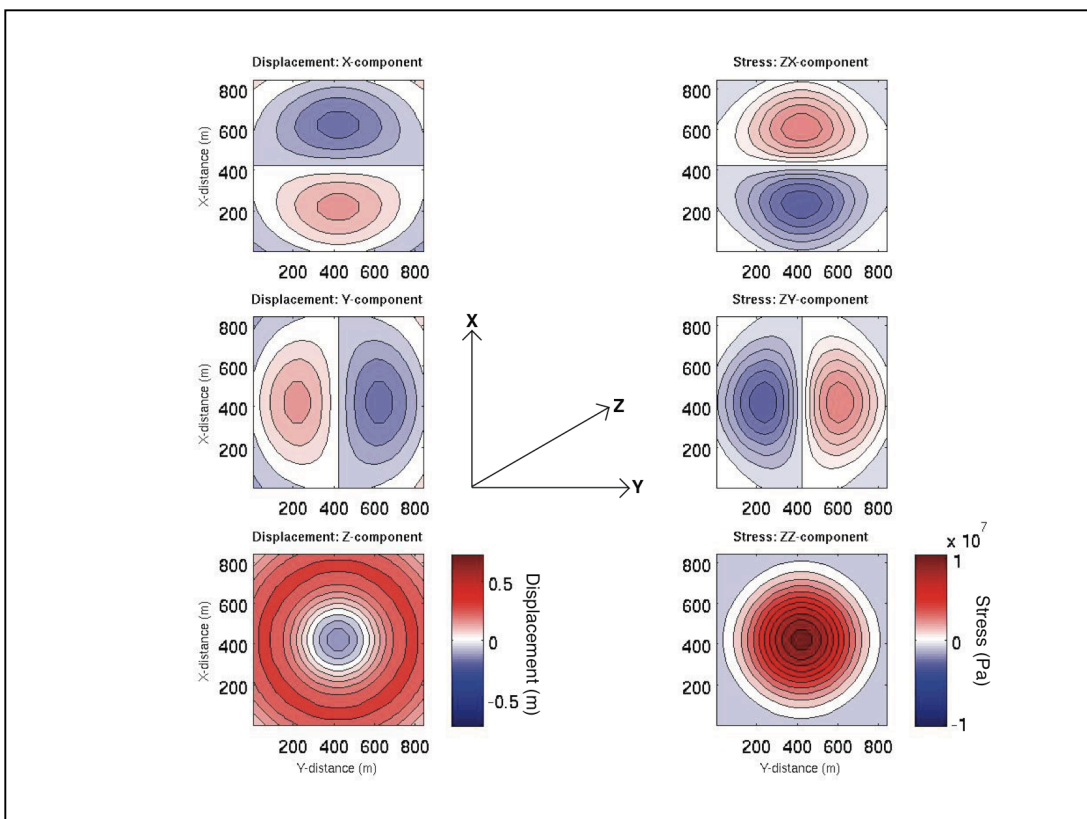 Displacement: X-component
X-distance (m)
800
600
400
200
200 400 600 800
Stress: ZX-component
800
600
400
200
200 400 600 800
Displacement: Y-component
X-distance (m)
800
600
400
200
200 400 600 800
X
Z
Y
Stress: ZY-component
800
600
400
200
200 400 600 800
Displacement: Z-component
X-distance (m)
800
600
400
200
200 400 600 800
Y-distance (m)
0.5
0
-0.5
Displacement (m)
Stress: ZZ-component
800
600
400
200
200 400 600 800
Y-distance (m)
x 10^7
1
0
-1
Stress (Pa)